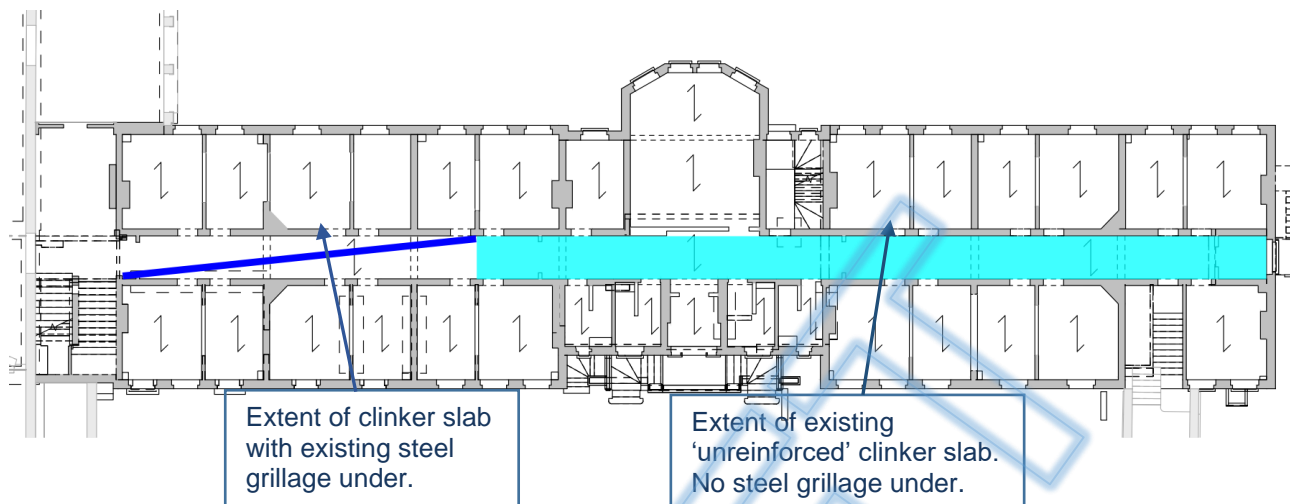 Extent of clinker slab
with existing steel
grillage under.
Extent of existing
‘unreinforced’ clinker slab.
No steel grillage under.